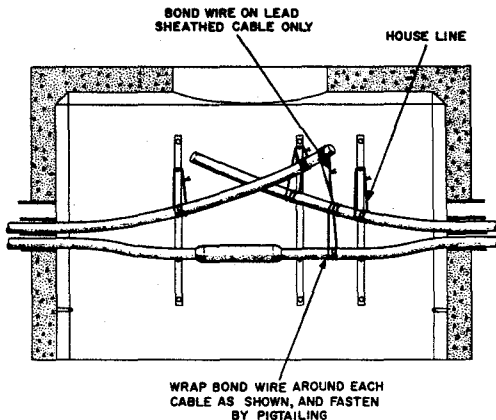 BOND WIRE ON LEAD
SHEATHED CABLE ONLY
HOUSE LINE
WRAP BOND WIRE AROUND EACH
CABLE AS SHOWN, AND FASTEN
BY PIGTAILING